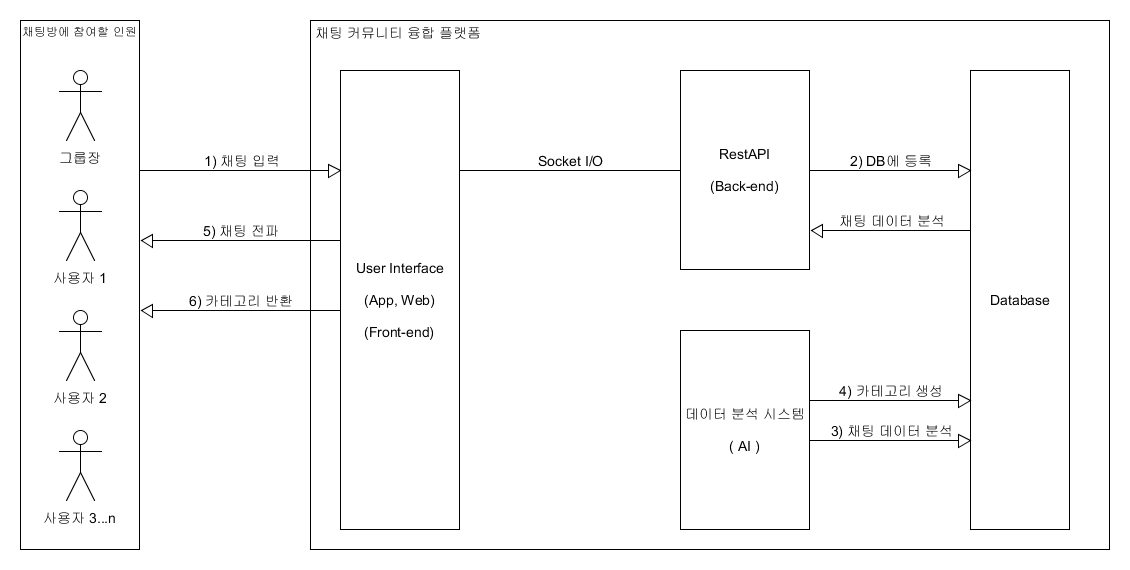 채팅방에 참여할 인원
채팅 커뮤니티 융합 플랫폼
그룹장
사용자 1
사용자 2
사용자 3...n
1) 채팅 입력
5) 채팅 전파
6) 카테고리 반환
User Interface
(App, Web)
(Front-end)
Socket I/O
RestAPI
(Back-end)
2) DB에 등록
채팅 데이터 분석
데이터 분석 시스템
( AI )
4) 카테고리 생성
3) 채팅 데이터 분석
Database